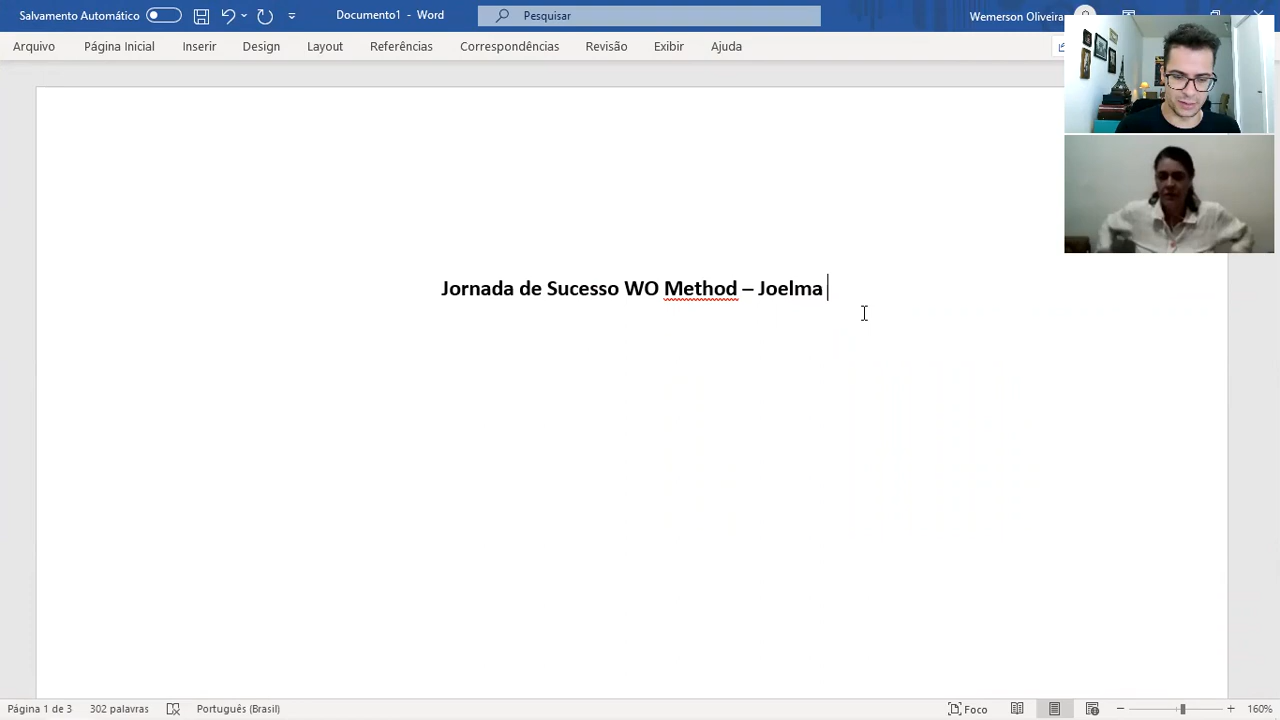 Salvamento Automático
Documento1 - Word
Pesquisar
Wemerson Oliveira
Arquivo
Página Inicial
Inserir
Design
Layout
Referências
Correspondências
Revisão
Exibir
Ajuda
Jornada de Sucesso WO Method – Joelma
Página 1 de 3
302 palavras
Português (Brasil)
Foco
160%